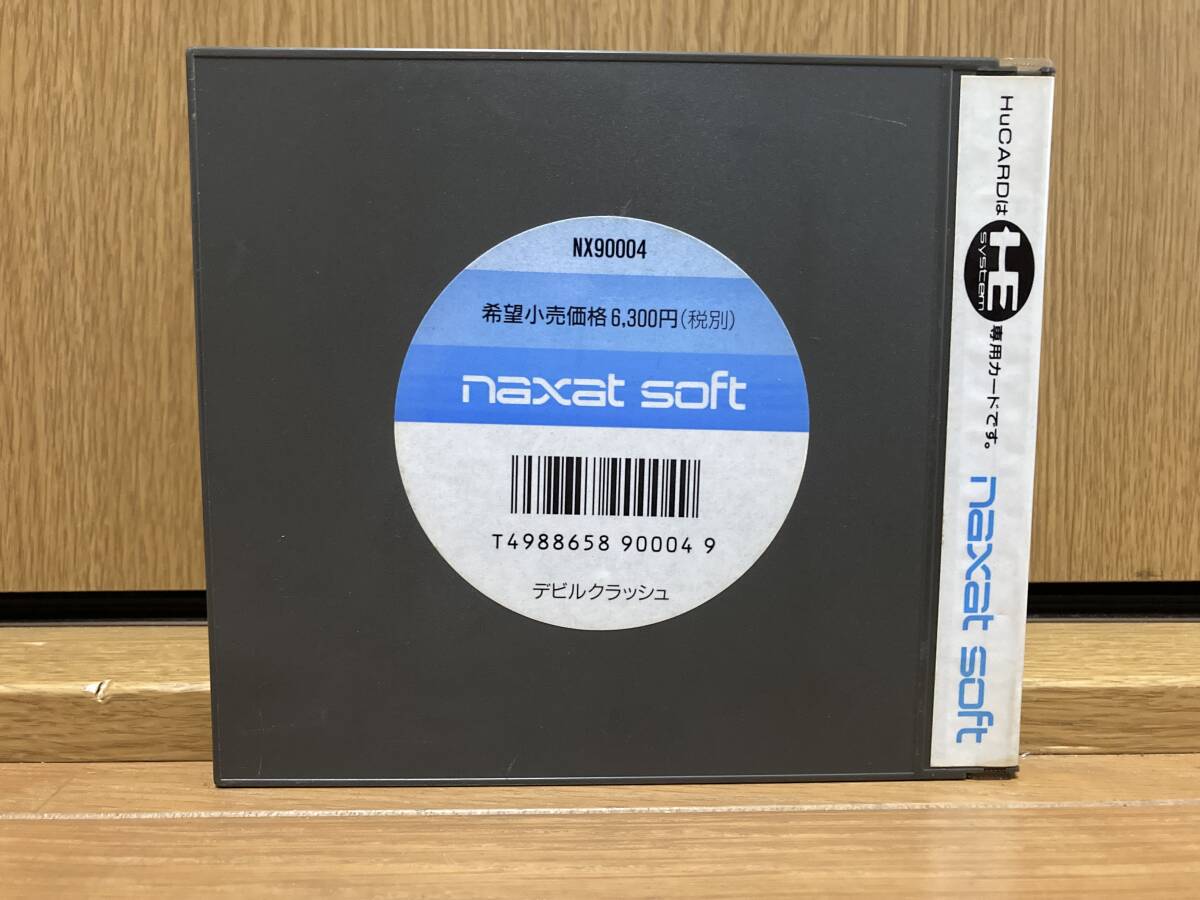 NX90004
希望小売価格6,300円(税別)
naxat soft
T4988658 90004 9
デビルクラッシュ
HuCARDは HE system 専用カードです。 naxat soft